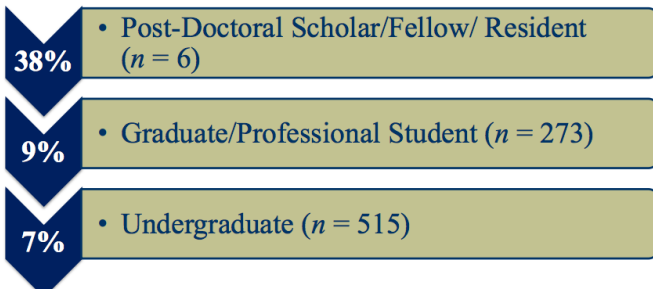 38%
• Post-Doctoral Scholar/Fellow/ Resident
(n = 6)
9%
• Graduate/Professional Student (n = 273)
7%
• Undergraduate (n = 515)